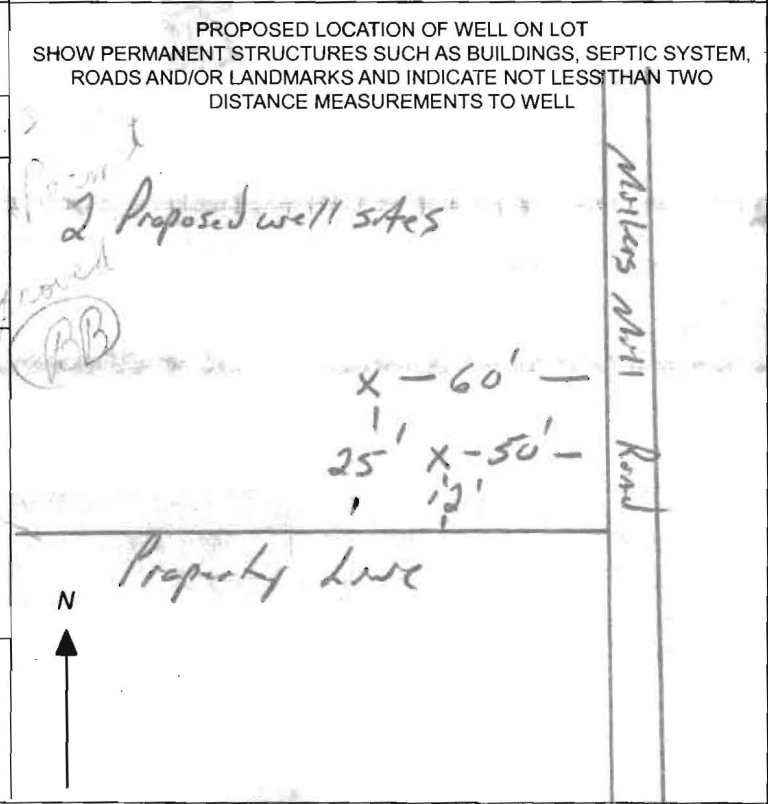 PROPOSED LOCATION OF WELL ON LOT
SHOW PERMANENT STRUCTURES SUCH AS BUILDINGS, SEPTIC SYSTEM,
ROADS AND/OR LANDMARKS AND INDICATE NOT LESS THAN TWO
DISTANCE MEASUREMENTS TO WELL
2 Proposed well sites
BB
X - 60' -
25' X - 50' -
12'
Mill Road
Property Line
N